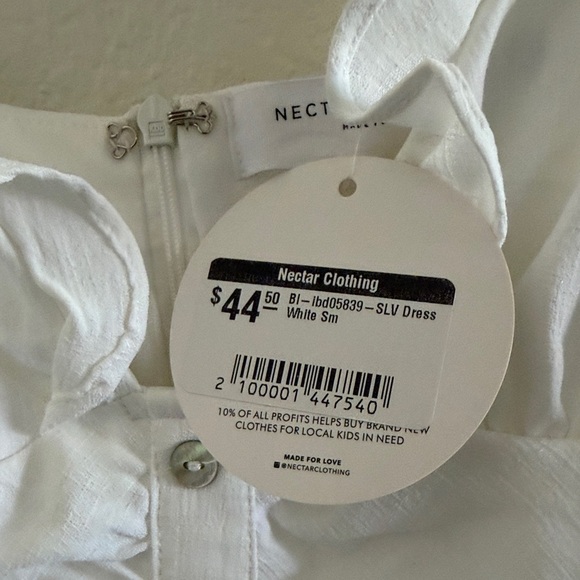 NECT
Nectar Clothing
$44 50 BI-Ibd05839-SLV Dress
White Sm
2 100001 447540
10% OF ALL PROFITS HELPS BUY BRAND NEW
CLOTHES FOR LOCAL KIDS IN NEED
MADE FOR LOVE
@NECTARCLOTHING